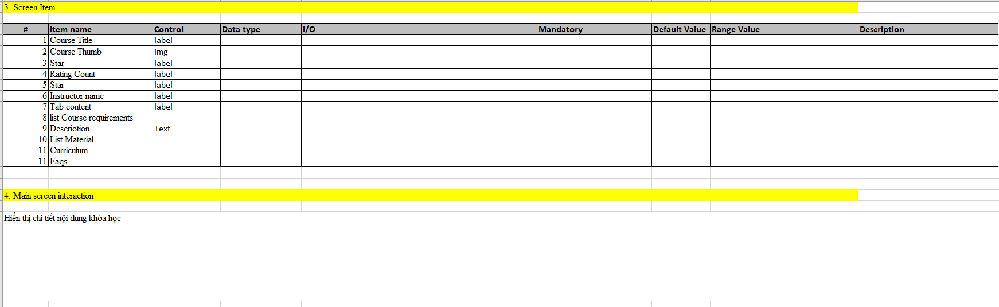 3. Screen Item
# Item name Control Data type I/O Mandatory Default Value Range Value Description
1 Course Title label
2 Course Thumb img
3 Star label
4 Rating Count label
5 Star label
6 Instructor name label
7 Tab content label
8 list Course requirements
9 Descriotion Text
10 List Material
11 Curriculum
11 Faqs
4. Main screen interaction
Hiển thị chi tiết nội dung khóa học